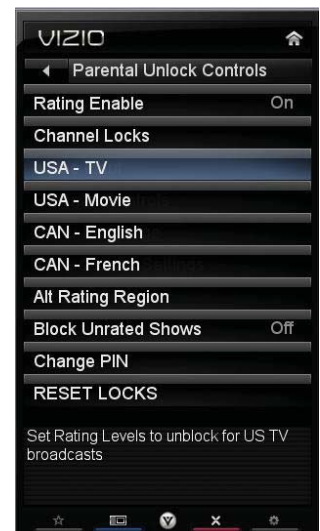 VIZIO
Parental Unlock Controls
Rating Enable On
Channel Locks
USA - TV
USA - Movie
CAN - English
CAN - French
Alt Rating Region
Block Unrated Shows Off
Change PIN
RESET LOCKS
Set Rating Levels to unblock for US TV
broadcasts